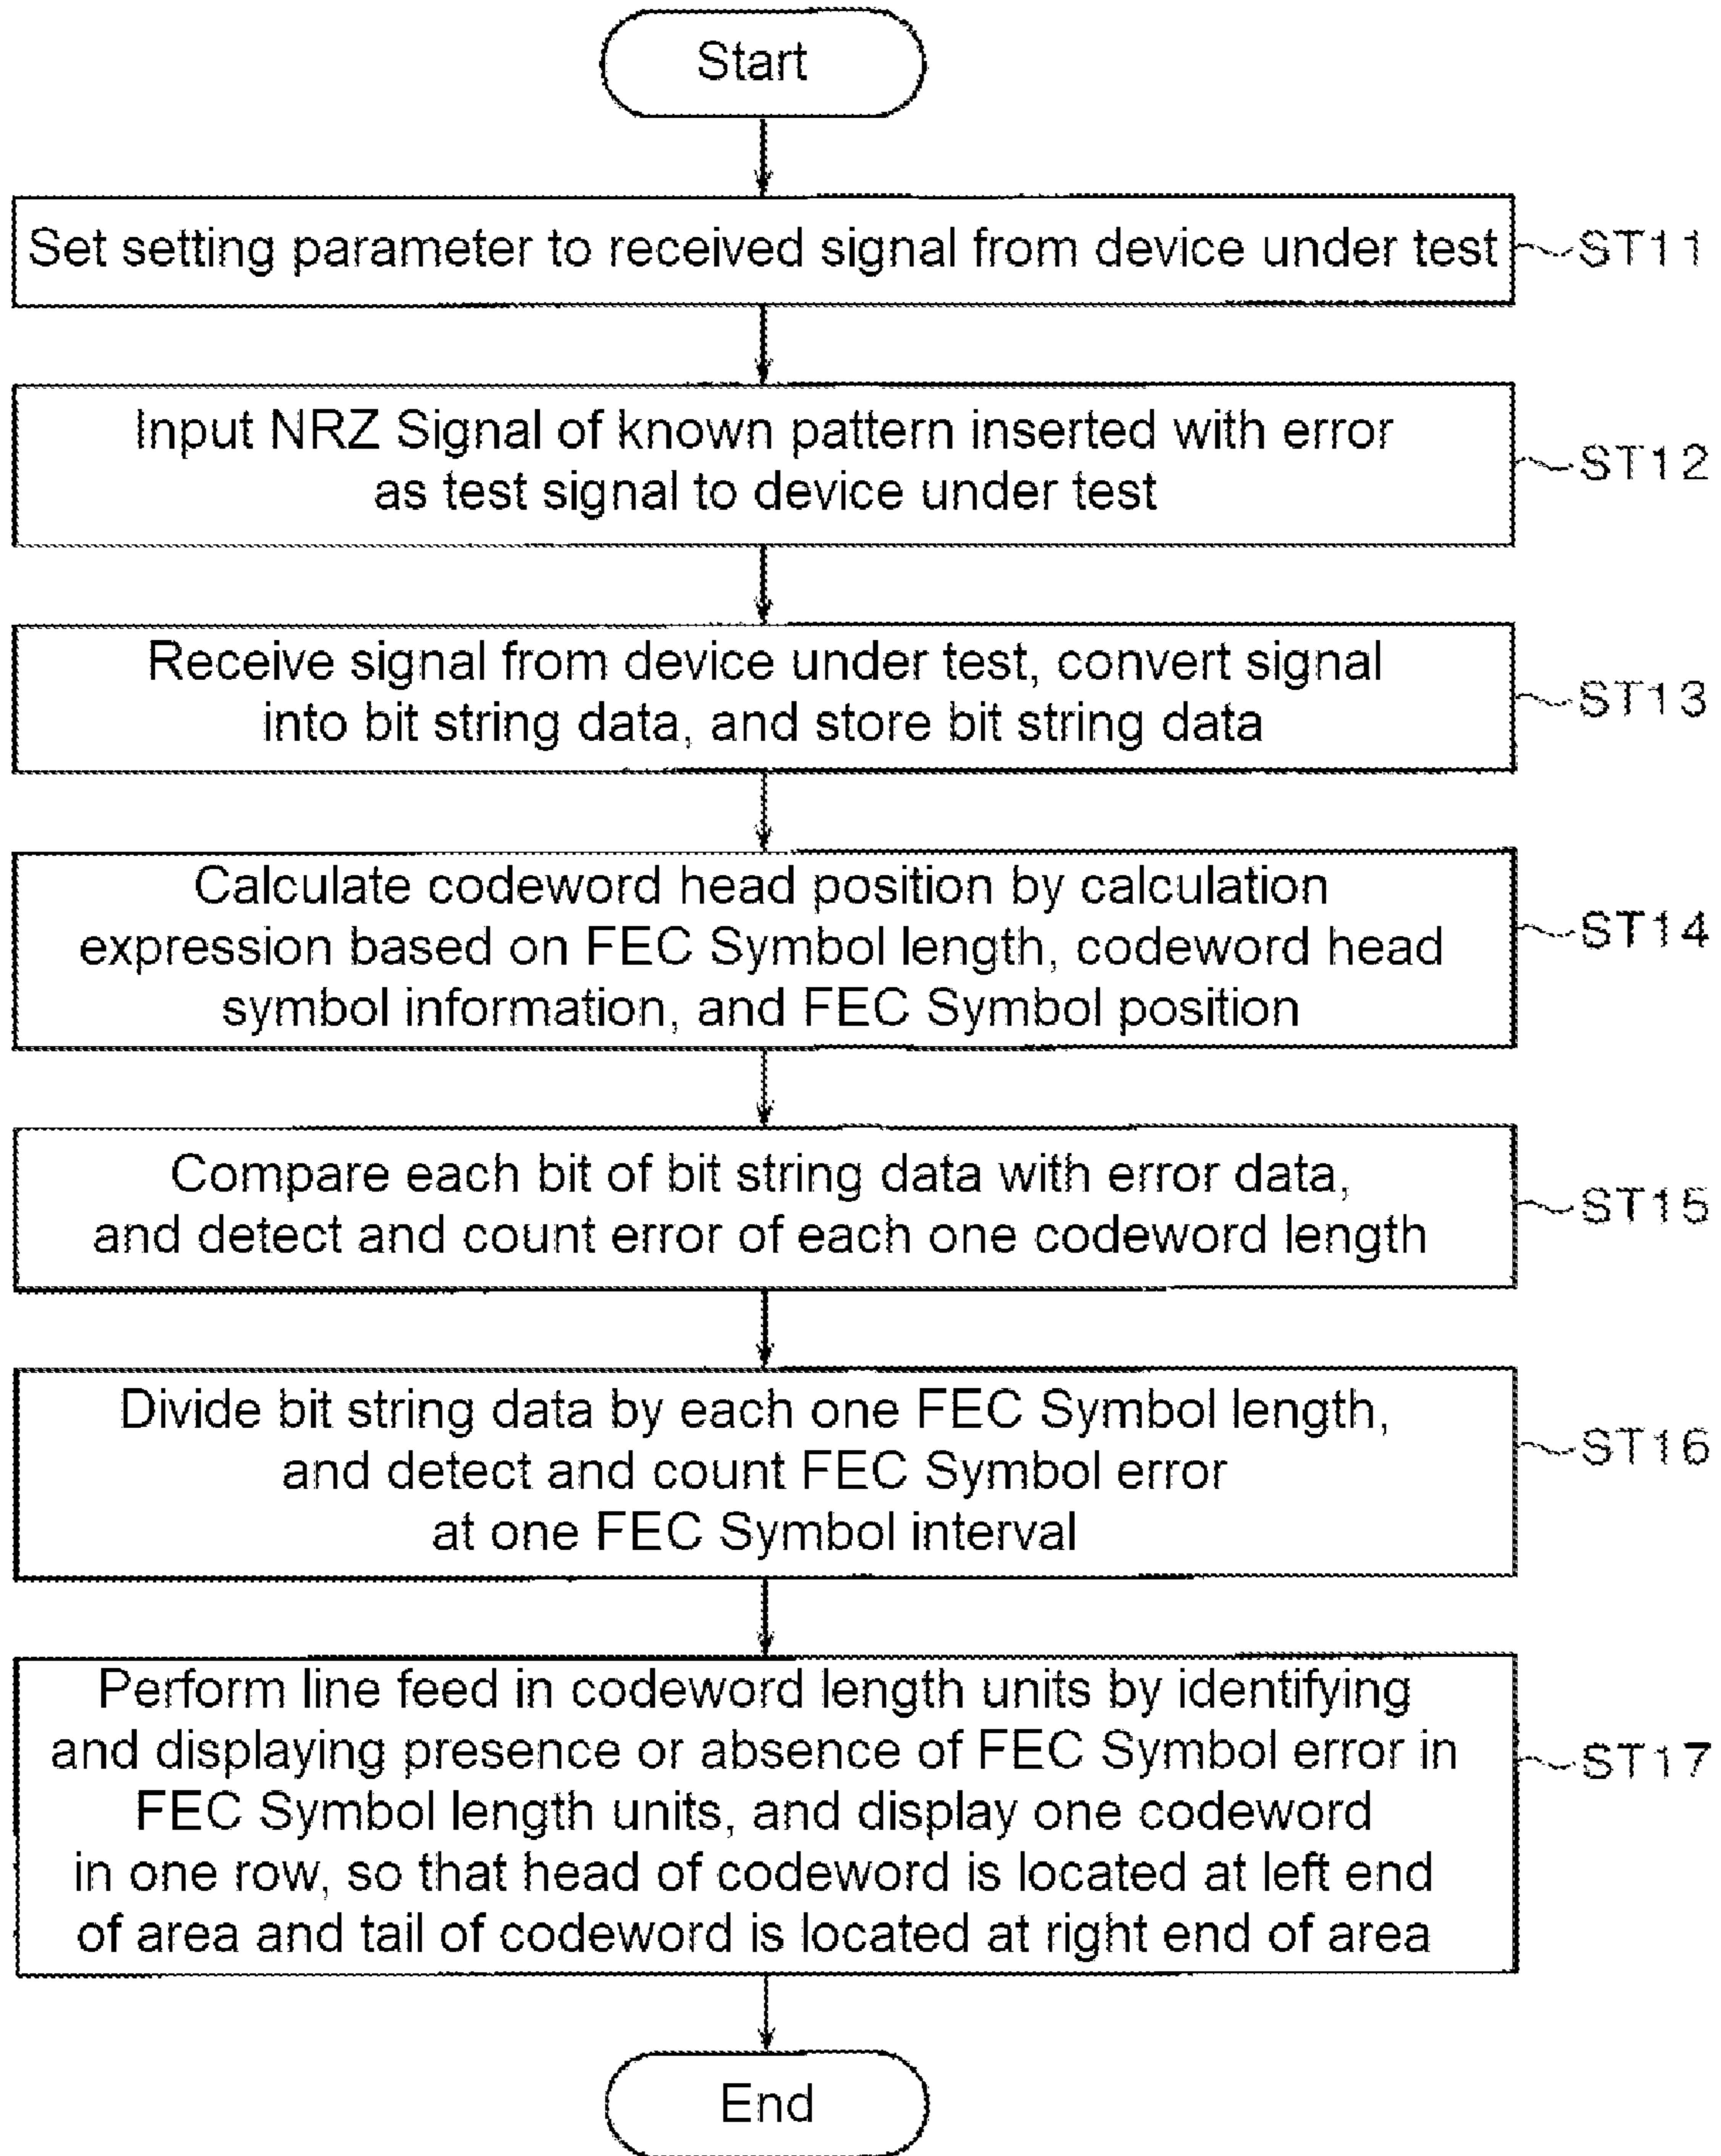 Start
Set setting parameter to received signal from device under test
ST11
Input NRZ Signal of known pattern inserted with error
as test signal to device under test
ST12
Receive signal from device under test, convert signal
into bit string data, and store bit string data
ST13
Calculate codeword head position by calculation
expression based on FEC Symbol length, codeword head
symbol information, and FEC Symbol position
ST14
Compare each bit of bit string data with error data,
and detect and count error of each one codeword length
ST15
Divide bit string data by each one FEC Symbol length,
and detect and count FEC Symbol error
at one FEC Symbol interval
ST16
Perform line feed in codeword length units by identifying
and displaying presence or absence of FEC Symbol error in
FEC Symbol length units, and display one codeword
in one row, so that head of codeword is located at left end
of area and tail of codeword is located at right end of area
ST17
End